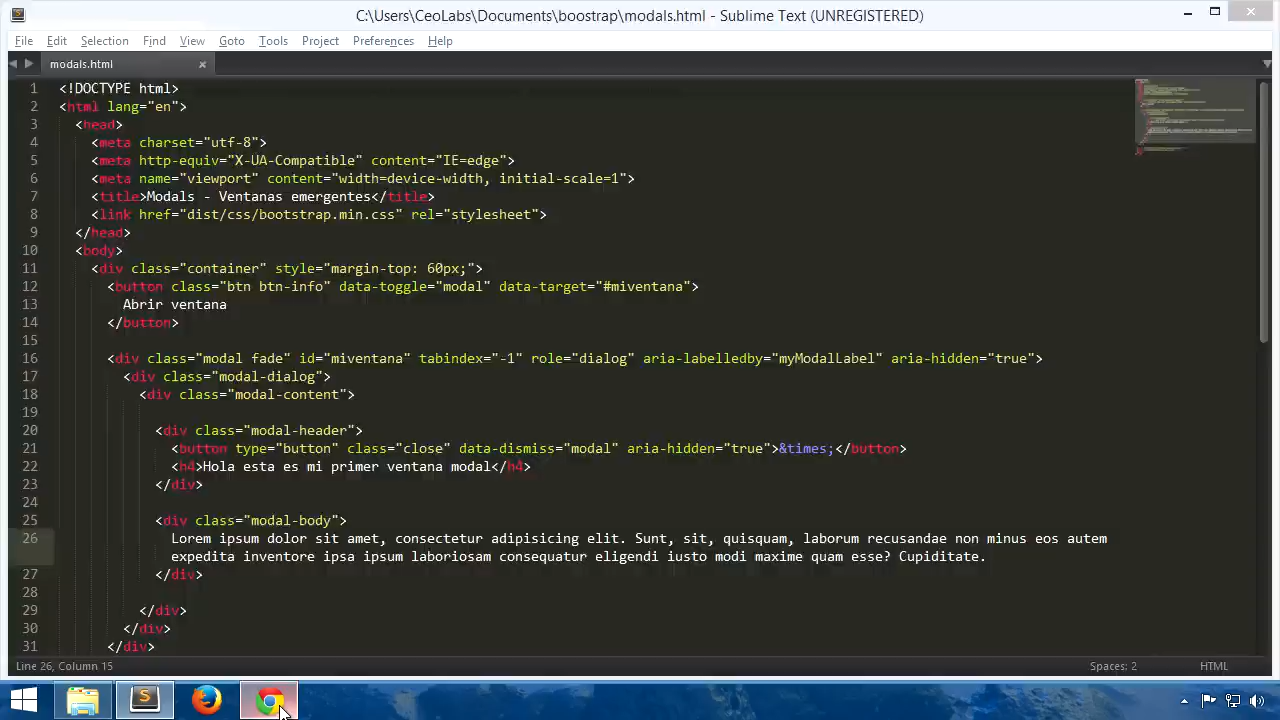 C:\Users\CeoLabs\Documents\boostrap\modals.html - Sublime Text (UNREGISTERED)
File Edit Selection Find View Goto Tools Project Preferences Help
modals.html
1 <!DOCTYPE html>
2 <html lang="en">
3 <head>
4 <meta charset="utf-8">
5 <meta http-equiv="X-UA-Compatible" content="IE=edge">
6 <meta name="viewport" content="width=device-width, initial-scale=1">
7 <title>Modals - Ventanas emergentes</title>
8 <link href="dist/css/bootstrap.min.css" rel="stylesheet">
9 </head>
10 <body>
11 <div class="container" style="margin-top: 60px;">
12 <button class="btn btn-info" data-toggle="modal" data-target="#miventana">
13 Abrir ventana
14 </button>
15
16 <div class="modal fade" id="miventana" tabindex="-1" role="dialog" aria-labelledby="myModalLabel" aria-hidden="true">
17 <div class="modal-dialog">
18 <div class="modal-content">
19
20 <div class="modal-header">
21 <button type="button" class="close" data-dismiss="modal" aria-hidden="true">&times;</button>
22 <h4>Hola esta es mi primer ventana modal</h4>
23 </div>
24
25 <div class="modal-body">
26 Lorem ipsum dolor sit amet, consectetur adipisicing elit. Sunt, sit, quisquam, laborum recusandae non minus eos autem
expedita inventore ipsa ipsum laboriosam consequatur eligendi iusto modi maxime quam esse? Cupiditate.
27 </div>
28
29 </div>
30 </div>
31 </div>
Line 26, Column 15 Spaces: 2 HTML